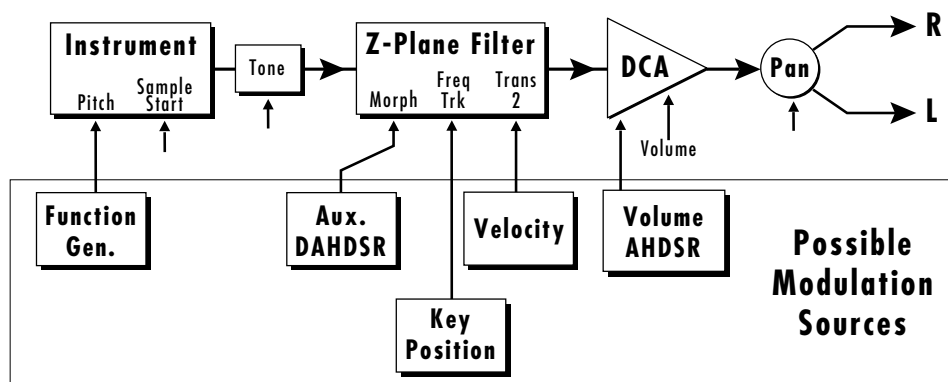 Instrument
Pitch
Sample
Start
Tone
Z-Plane Filter
Morph
Freq
Trk
Trans
2
DCA
Volume
Pan
R
L
Function
Gen.
Aux.
DAHDSR
Velocity
Volume
AHDSR
Key
Position
Possible
Modulation
Sources